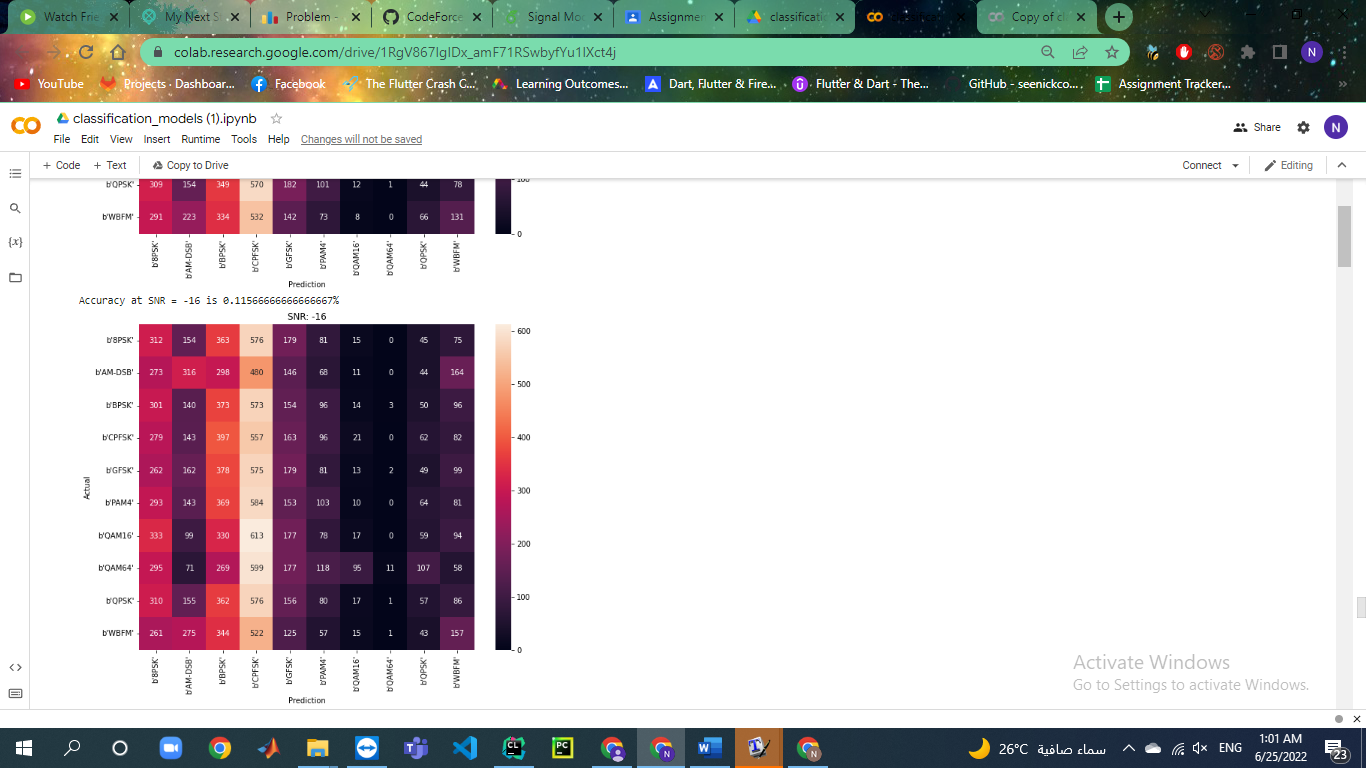 Watch Frie My Next S Problem - CodeForce Signal Mod Assignmen classificatio Copy of cl
colab.research.google.com/drive/1RgV867IgIDx_amF71RSwbyfYu1lXct4j N
YouTube Projects · Dashboar... Facebook The Flutter Crash C... Learning Outcomes... Dart, Flutter & Fire... Flutter & Dart - The... GitHub - seenickco... Assignment Tracker... »
classification_models (1).ipynb
File Edit View Insert Runtime Tools Help Changes will not be saved Share N
+ Code + Text Copy to Drive Connect Editing
b'QPSK' 309 154 349 570 182 101 12 1 44 78 100
b'WBFM' 291 223 334 532 142 73 8 0 66 131 0
b'8PSK' b'AM-DSB' b'BPSK' b'CPFSK' b'GFSK' b'PAM4' b'QAM16' b'QAM64' b'QPSK' b'WBFM'
Prediction
Accuracy at SNR = -16 is 0.11566666666666667%
SNR: -16
b'8PSK' 312 154 363 576 179 81 15 0 45 75
b'AM-DSB' 273 316 298 480 146 68 11 0 44 164
b'BPSK' 301 140 373 573 154 96 14 3 50 96
b'CPFSK' 279 143 397 557 163 96 21 0 62 82
b'GFSK' 262 162 378 575 179 81 13 2 49 99
b'PAM4' 293 143 369 584 153 103 10 0 64 81
b'QAM16' 333 99 330 613 177 78 17 0 59 94
b'QAM64' 295 71 269 599 177 118 95 11 107 58
b'QPSK' 310 155 362 576 156 80 17 1 57 86
b'WBFM' 261 275 344 522 125 57 15 1 43 157
Actual
600
500
400
300
200
100
0
b'8PSK' b'AM-DSB' b'BPSK' b'CPFSK' b'GFSK' b'PAM4' b'QAM16' b'QAM64' b'QPSK' b'WBFM'
Prediction
Activate Windows
Go to Settings to activate Windows.
26°C سماء صافية ENG 1:01 AM
6/25/2022 23